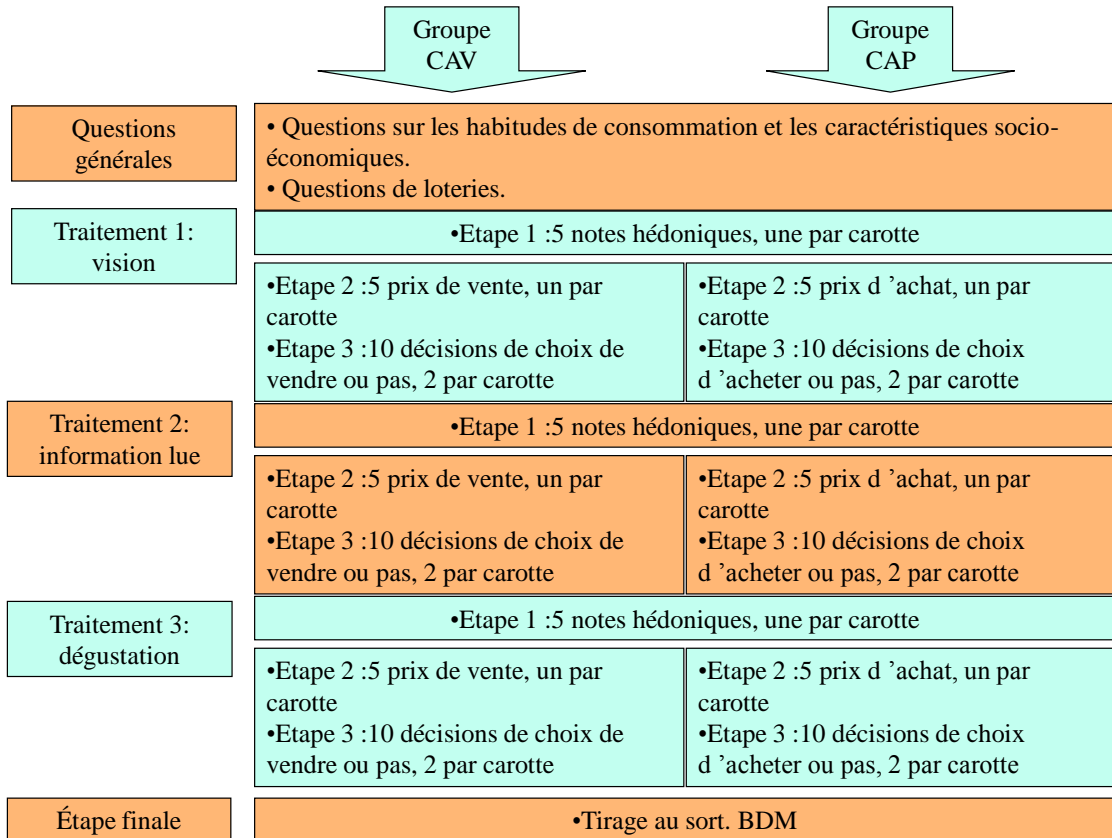 Groupe
CAV
Groupe
CAP
Questions
générales
• Questions sur les habitudes de consommation et les caractéristiques socio-
économiques.
• Questions de loteries.
Traitement 1:
vision
•Etape 1 :5 notes hédoniques, une par carotte
•Etape 2 :5 prix de vente, un par
carotte
•Etape 3 :10 décisions de choix de
vendre ou pas, 2 par carotte
•Etape 2 :5 prix d ’achat, un par
carotte
•Etape 3 :10 décisions de choix
d ’acheter ou pas, 2 par carotte
Traitement 2:
information lue
•Etape 1 :5 notes hédoniques, une par carotte
•Etape 2 :5 prix de vente, un par
carotte
•Etape 3 :10 décisions de choix de
vendre ou pas, 2 par carotte
•Etape 2 :5 prix d ’achat, un par
carotte
•Etape 3 :10 décisions de choix
d ’acheter ou pas, 2 par carotte
Traitement 3:
dégustation
•Etape 1 :5 notes hédoniques, une par carotte
•Etape 2 :5 prix de vente, un par
carotte
•Etape 3 :10 décisions de choix de
vendre ou pas, 2 par carotte
•Etape 2 :5 prix d ’achat, un par
carotte
•Etape 3 :10 décisions de choix
d ’acheter ou pas, 2 par carotte
Étape finale
•Tirage au sort. BDM